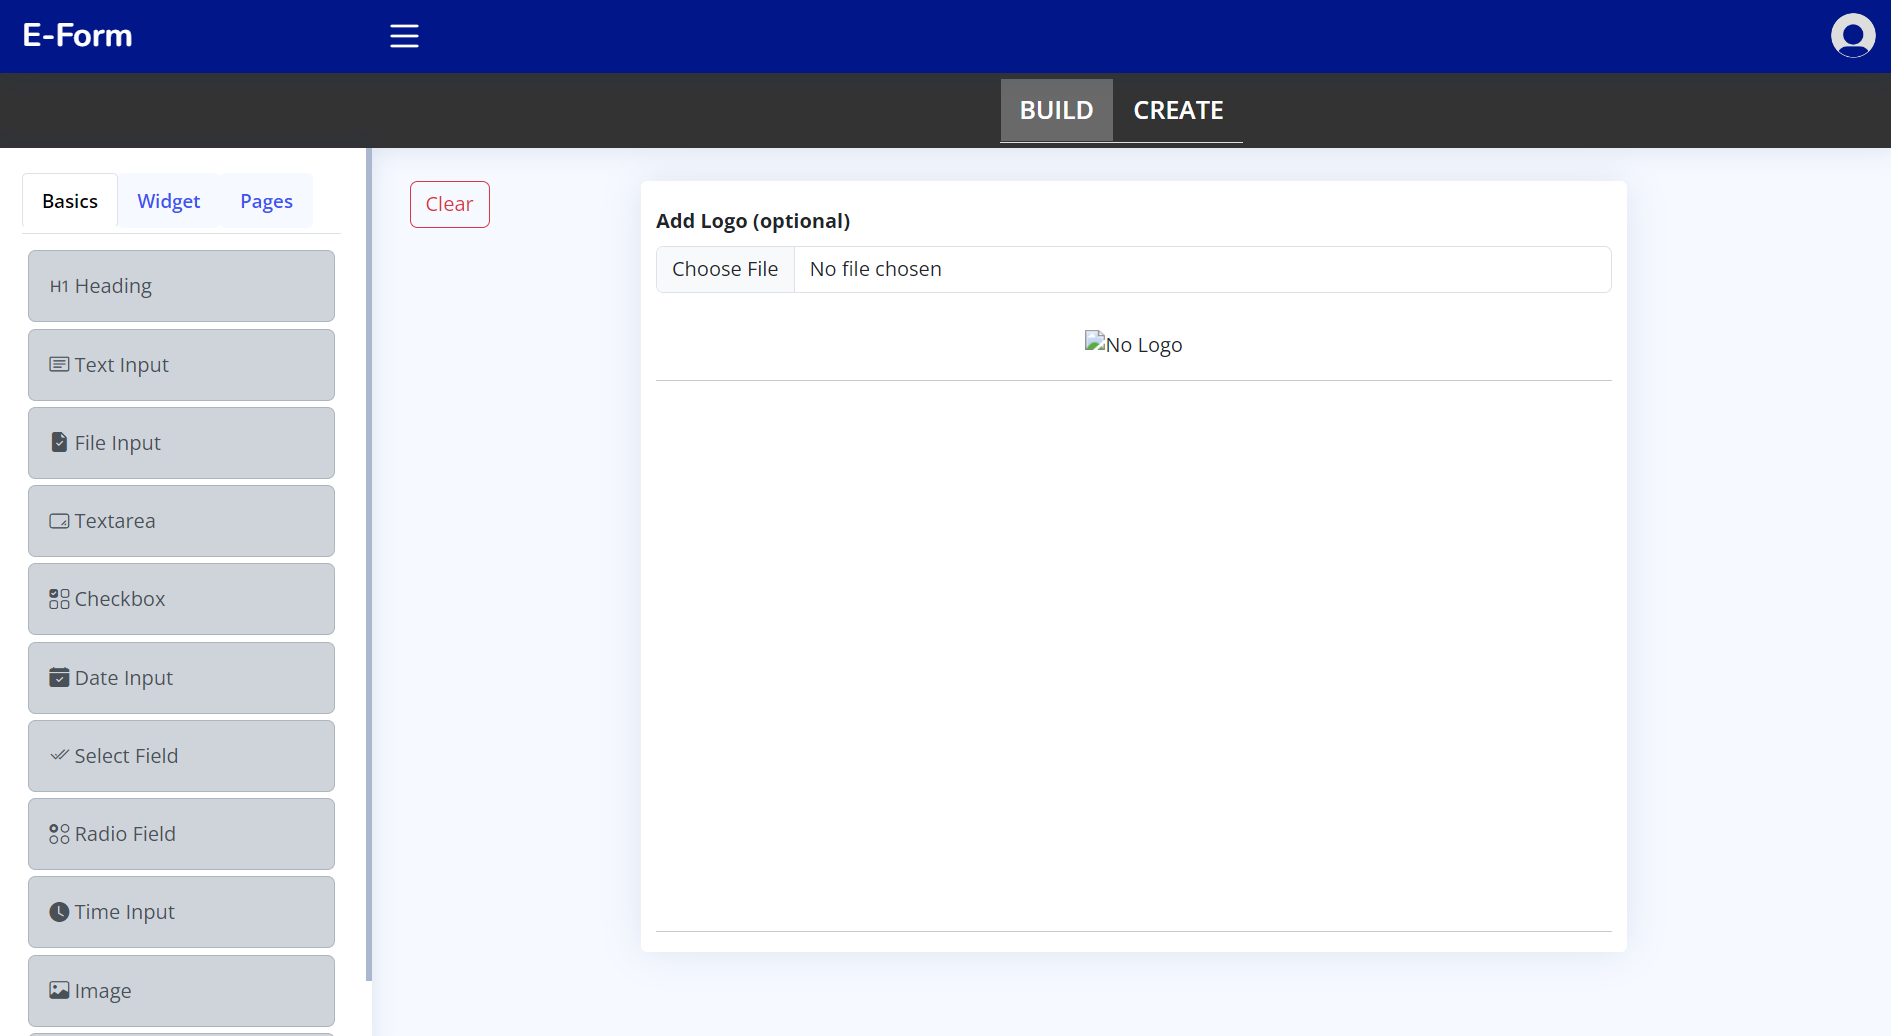 E-Form
BUILD CREATE
Basics Widget Pages
H1 Heading
Text Input
File Input
Textarea
Checkbox
Date Input
Select Field
Radio Field
Time Input
Image
Clear
Add Logo (optional)
Choose File No file chosen
No Logo